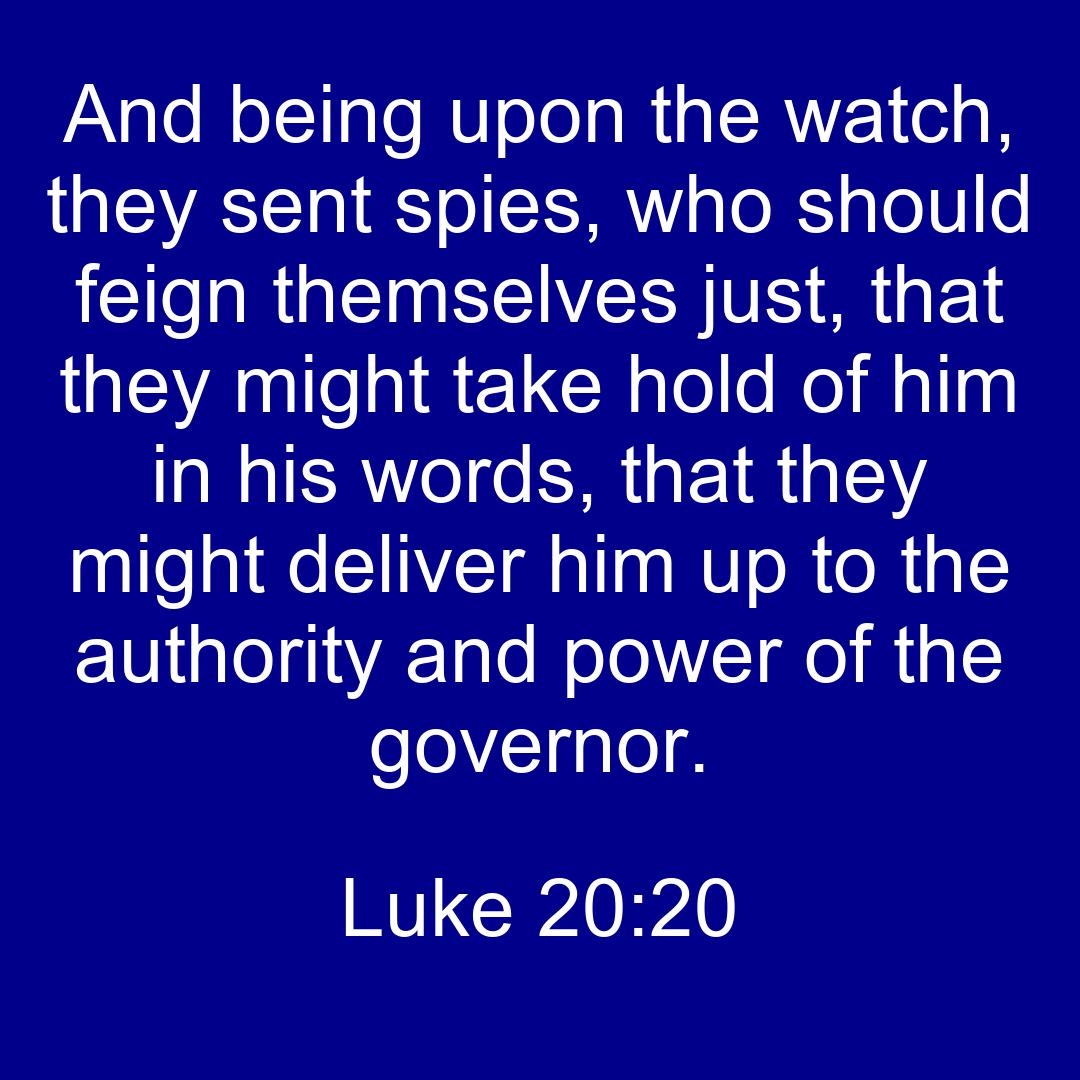 And being upon the watch,
they sent spies, who should
feign themselves just, that
they might take hold of him
in his words, that they
might deliver him up to the
authority and power of the
governor.
Luke 20:20